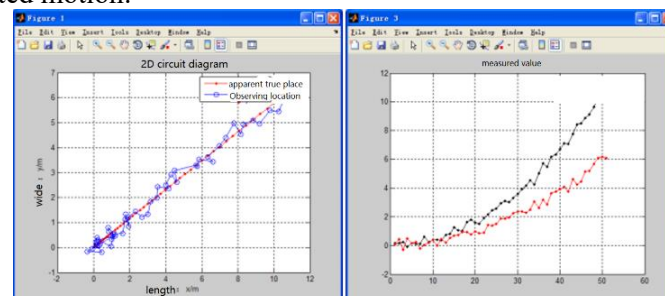 ted motion.
Figure 1
File Edit View Insert Tools Desktop Window Help
2D circuit diagram
apparent true place
Observing location
7
6
5
4
3
2
1
0
-1
wide : y/m
-2 0 2 4 6 8 10 12
length: x/m
Figure 3
File Edit View Insert Tools Desktop Window Help
measured value
12
10
8
6
4
2
0
-2
0 10 20 30 40 50 60